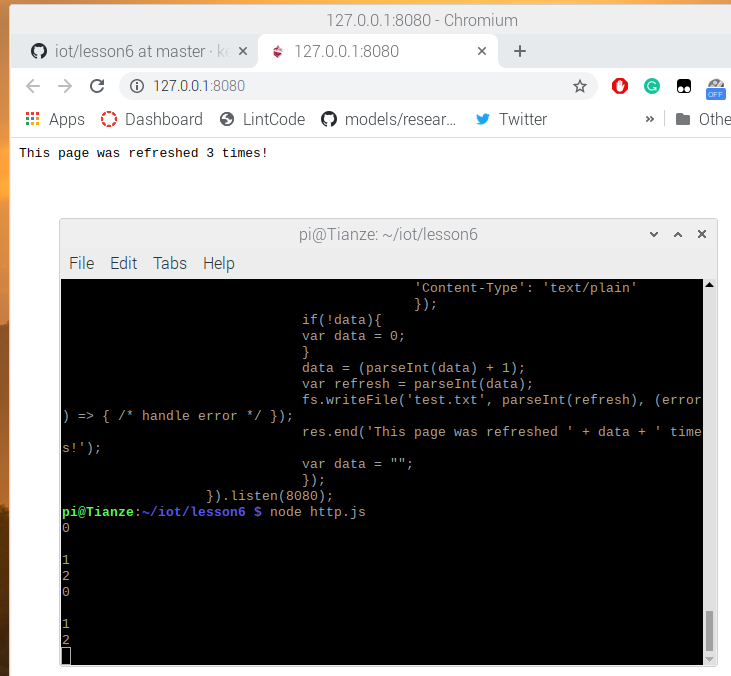 127.0.0.1:8080 - Chromium
iot/lesson6 at master · ke
127.0.0.1:8080
127.0.0.1:8080
OFF
Apps
Dashboard
LintCode
models/resear...
Twitter
»
Othe
This page was refreshed 3 times!
pi@Tianze: ~/iot/lesson6
File Edit Tabs Help
'Content-Type': 'text/plain'
});
if(!data){
var data = 0;
}
data = (parseInt(data) + 1);
var refresh = parseInt(data);
fs.writeFile('test.txt', parseInt(refresh), (error
) => { /* handle error */ });
res.end('This page was refreshed ' + data + ' time
s!');
var data = "";
});
}).listen(8080);
pi@Tianze:~/iot/lesson6 $ node http.js
0
1
2
0
1
2